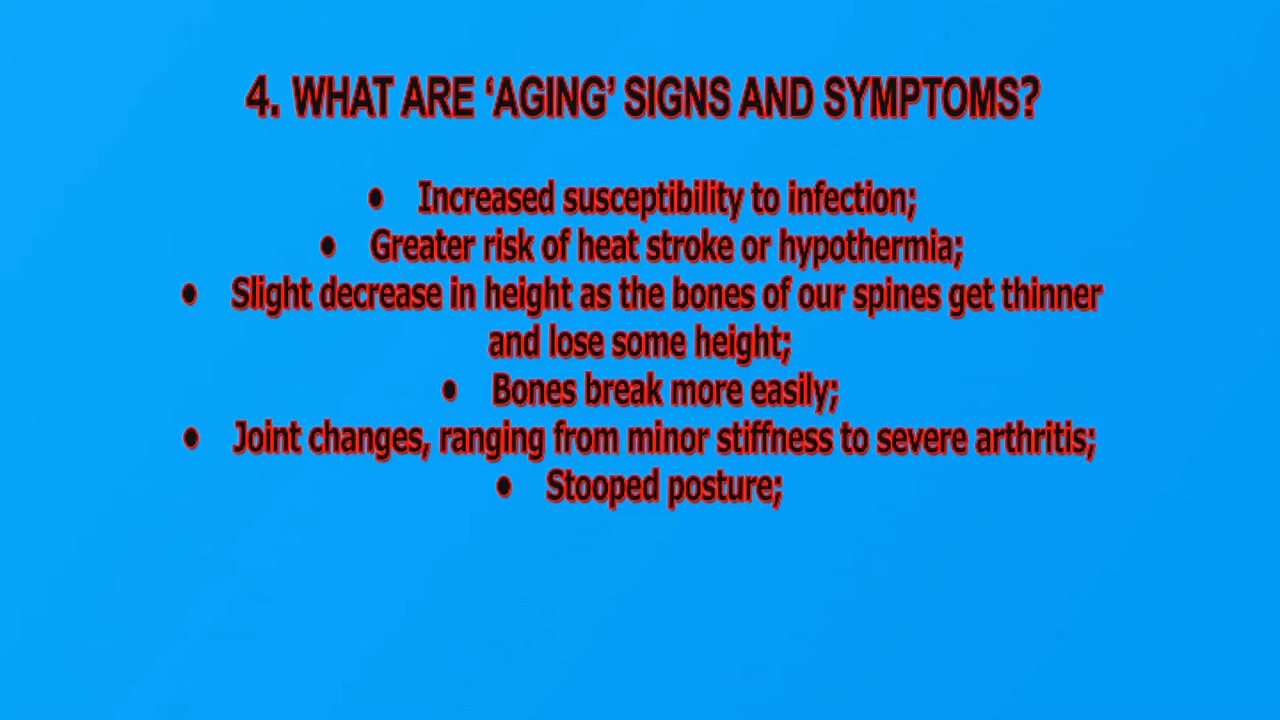 4. WHAT ARE ‘AGING’ SIGNS AND SYMPTOMS?
• Increased susceptibility to infection;
• Greater risk of heat stroke or hypothermia;
• Slight decrease in height as the bones of our spines get thinner
and lose some height;
• Bones break more easily;
• Joint changes, ranging from minor stiffness to severe arthritis;
• Stooped posture;